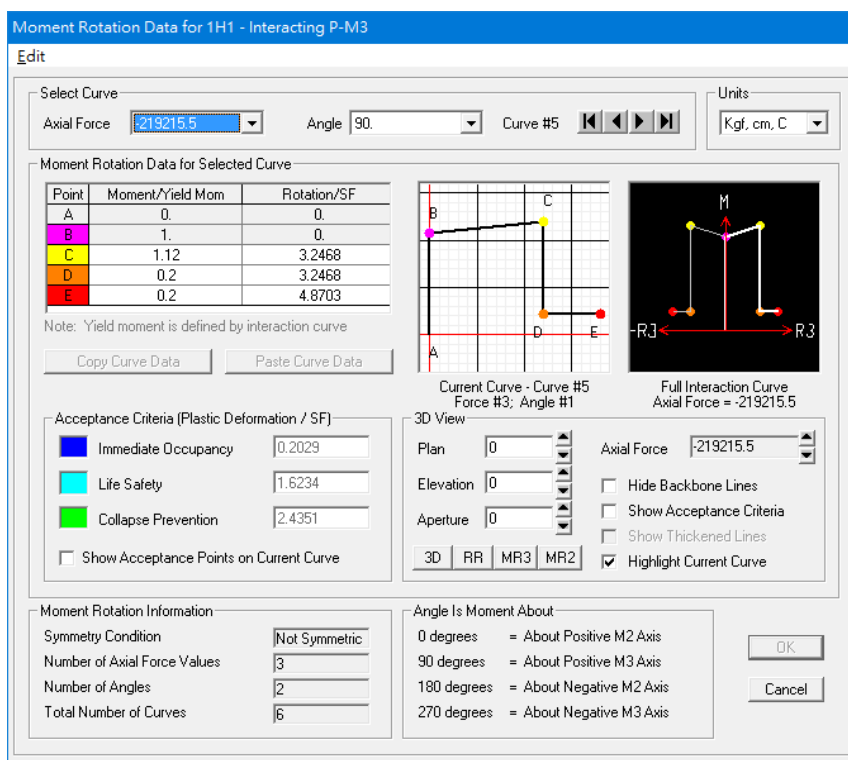 Moment Rotation Data for 1H1 - Interacting P-M3
Edit
Select Curve
Axial Force -219215.5 Angle 90. Curve #5
Units
Kgf, cm, C
Moment Rotation Data for Selected Curve
Point Moment/Yield Mom Rotation/SF
A 0. 0.
B 1. 0.
C 1.12 3.2468
D 0.2 3.2468
E 0.2 4.8703
Note: Yield moment is defined by interaction curve
Copy Curve Data Paste Curve Data
B
C
D
E
A
M
-R3
R3
Current Curve - Curve #5
Force #3; Angle #1
Full Interaction Curve
Axial Force = -219215.5
Acceptance Criteria (Plastic Deformation / SF)
Immediate Occupancy 0.2029
Life Safety 1.6234
Collapse Prevention 2.4351
Show Acceptance Points on Current Curve
3D View
Plan 0
Elevation 0
Aperture 0
3D RR MR3 MR2
Axial Force -219215.5
Hide Backbone Lines
Show Acceptance Criteria
Show Thickened Lines
Highlight Current Curve
Moment Rotation Information
Symmetry Condition Not Symmetric
Number of Axial Force Values 3
Number of Angles 2
Total Number of Curves 6
Angle Is Moment About
0 degrees = About Positive M2 Axis
90 degrees = About Positive M3 Axis
180 degrees = About Negative M2 Axis
270 degrees = About Negative M3 Axis
OK
Cancel